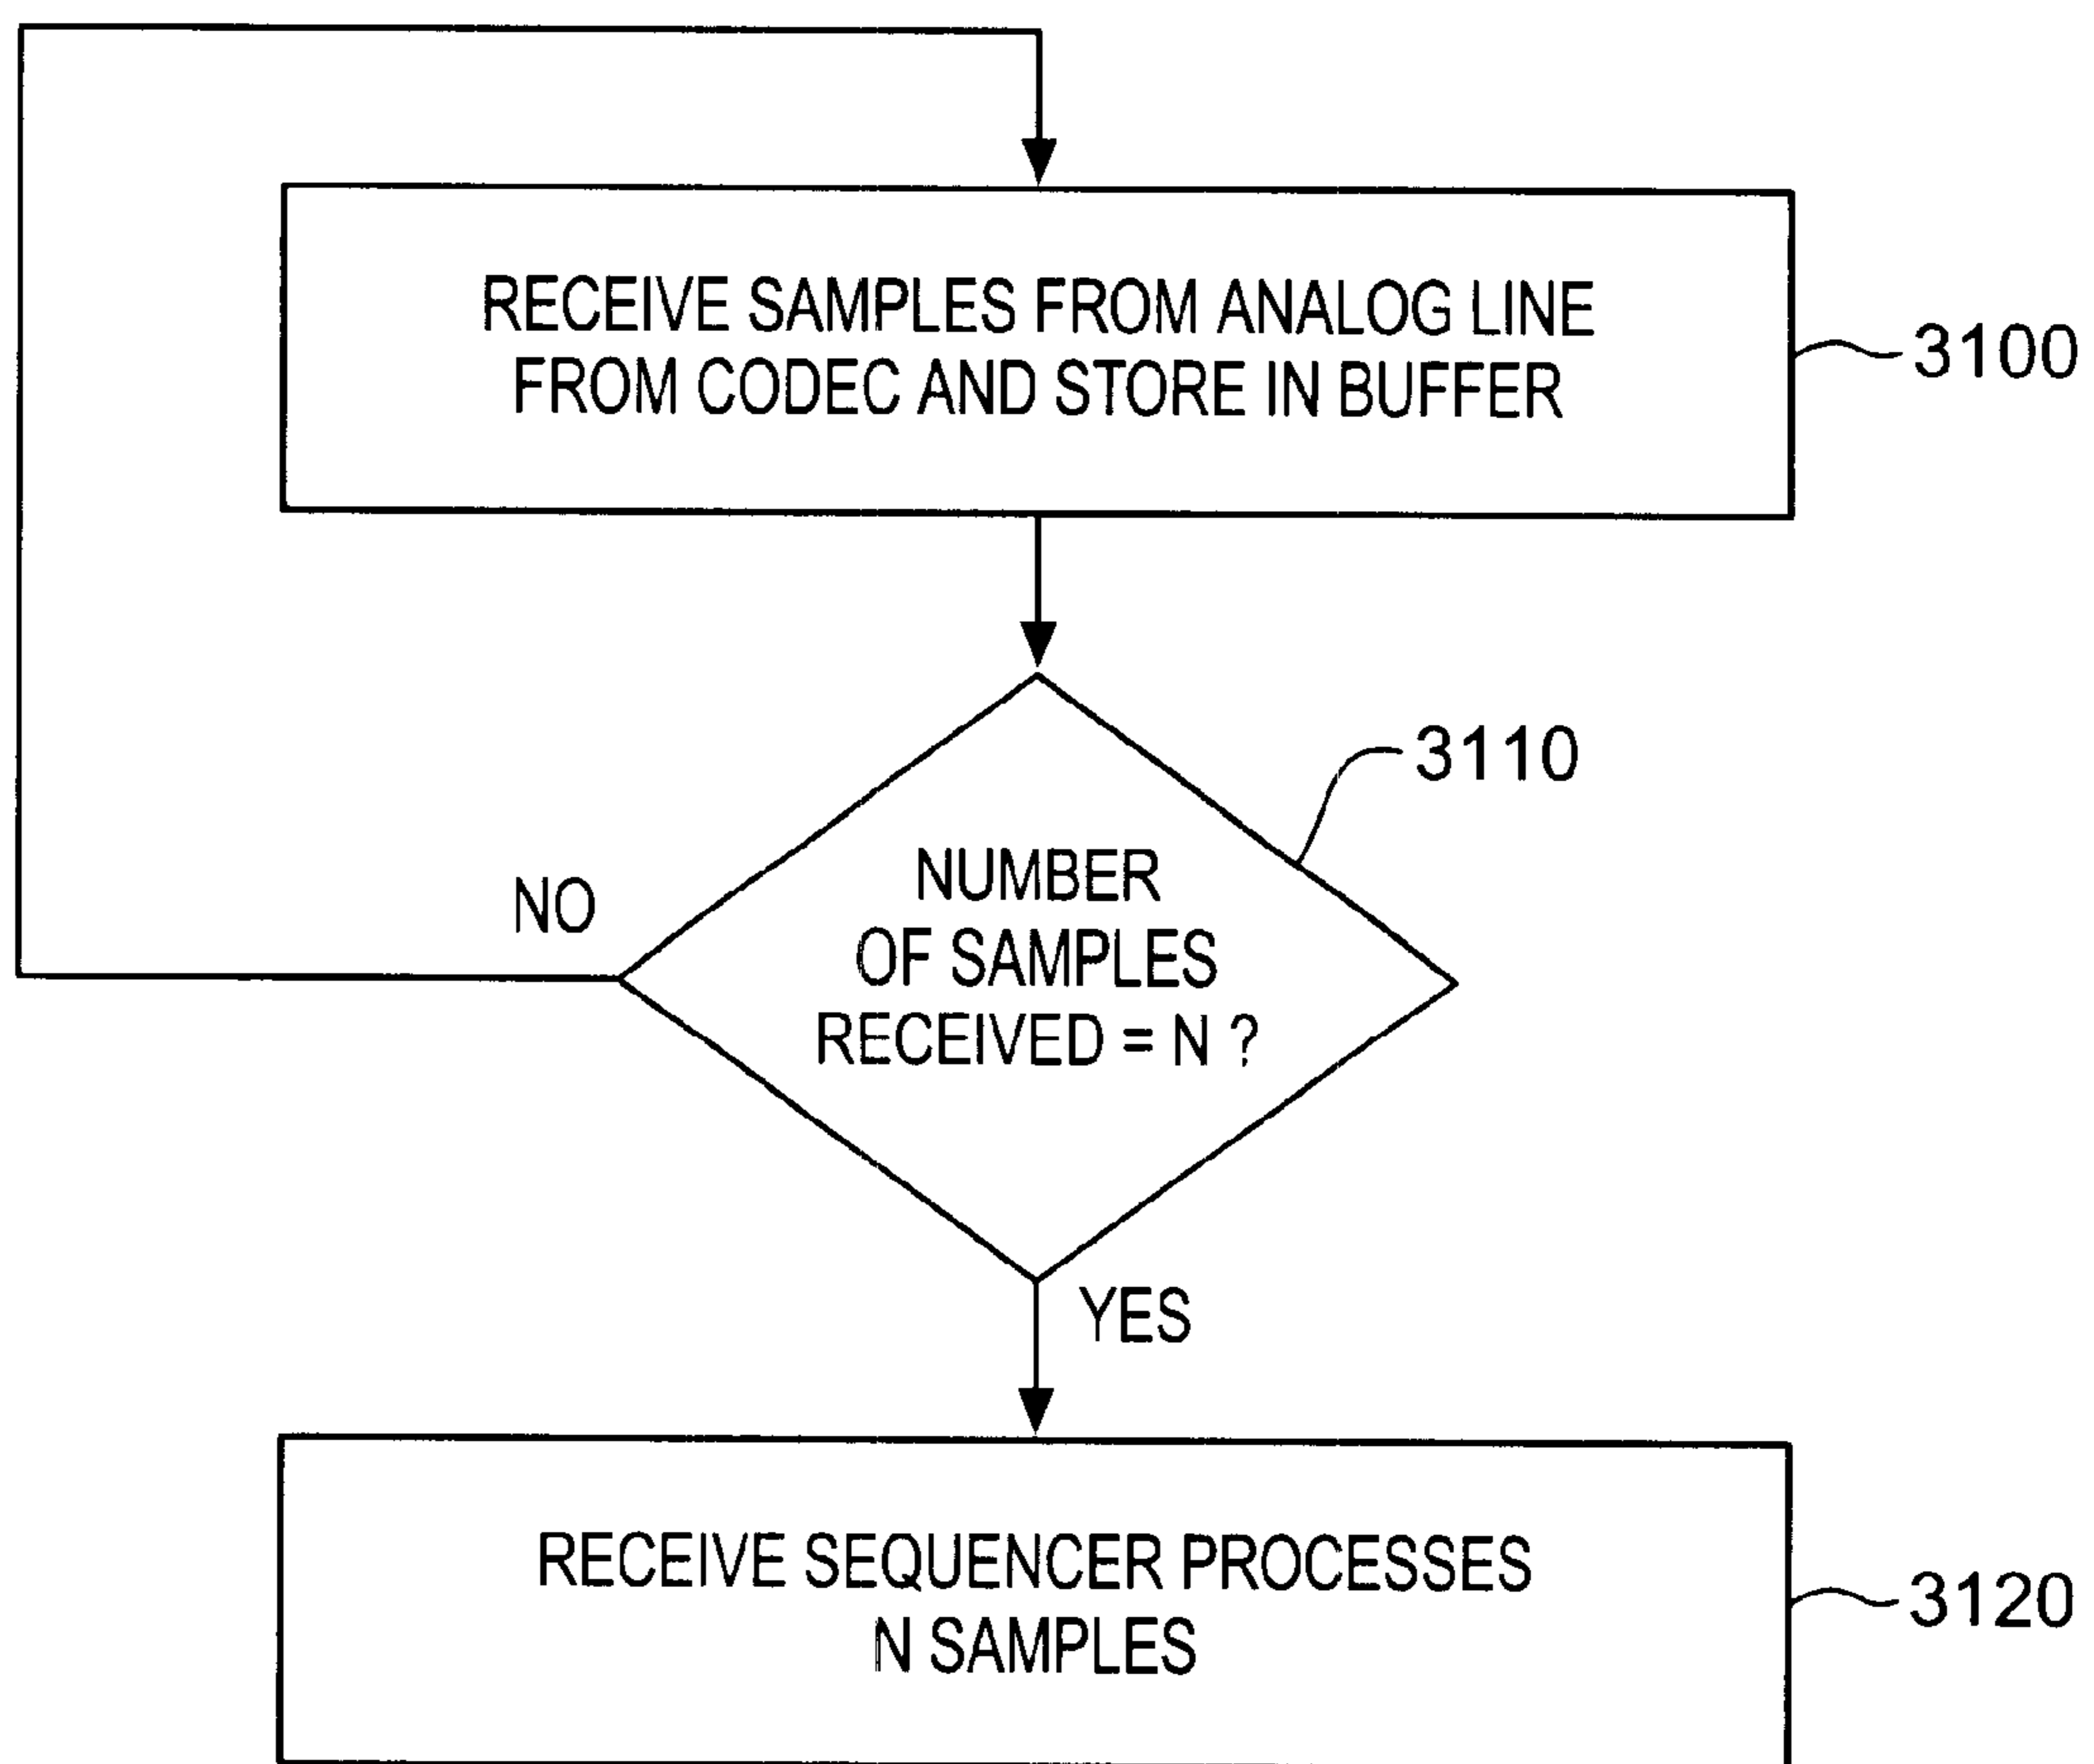 RECEIVE SAMPLES FROM ANALOG LINE
FROM CODEC AND STORE IN BUFFER
3100
3110
NUMBER
OF SAMPLES
RECEIVED = N ?
NO
YES
RECEIVE SEQUENCER PROCESSES
N SAMPLES
3120